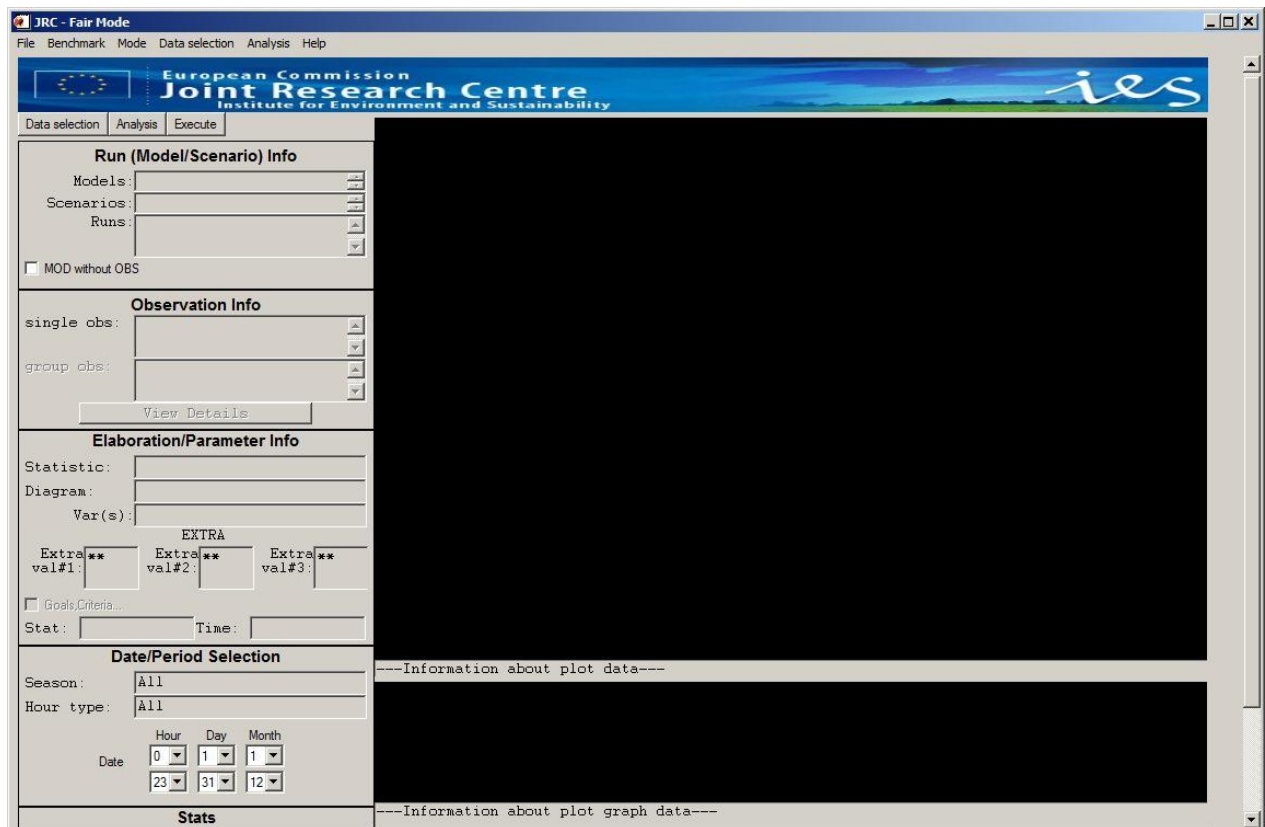 JRC - Fair Mode
File Benchmark Mode Data selection Analysis Help
European Commission
Joint Research Centre
Institute for Environment and Sustainability
ies
Data selection Analysis Execute
Run (Model/Scenario) Info
Models:
Scenarios:
Runs:
MOD without OBS
Observation Info
single obs:
group obs:
View Details
Elaboration/Parameter Info
Statistic:
Diagram:
Var(s):
EXTRA
Extra ** Extra ** Extra **
val#1: val#2: val#3:
Goals,Criteria...
Stat: Time:
Date/Period Selection
Season: All
Hour type: All
Hour Day Month
Date 0 1 1
23 31 12
Stats
---Information about plot data---
---Information about plot graph data---